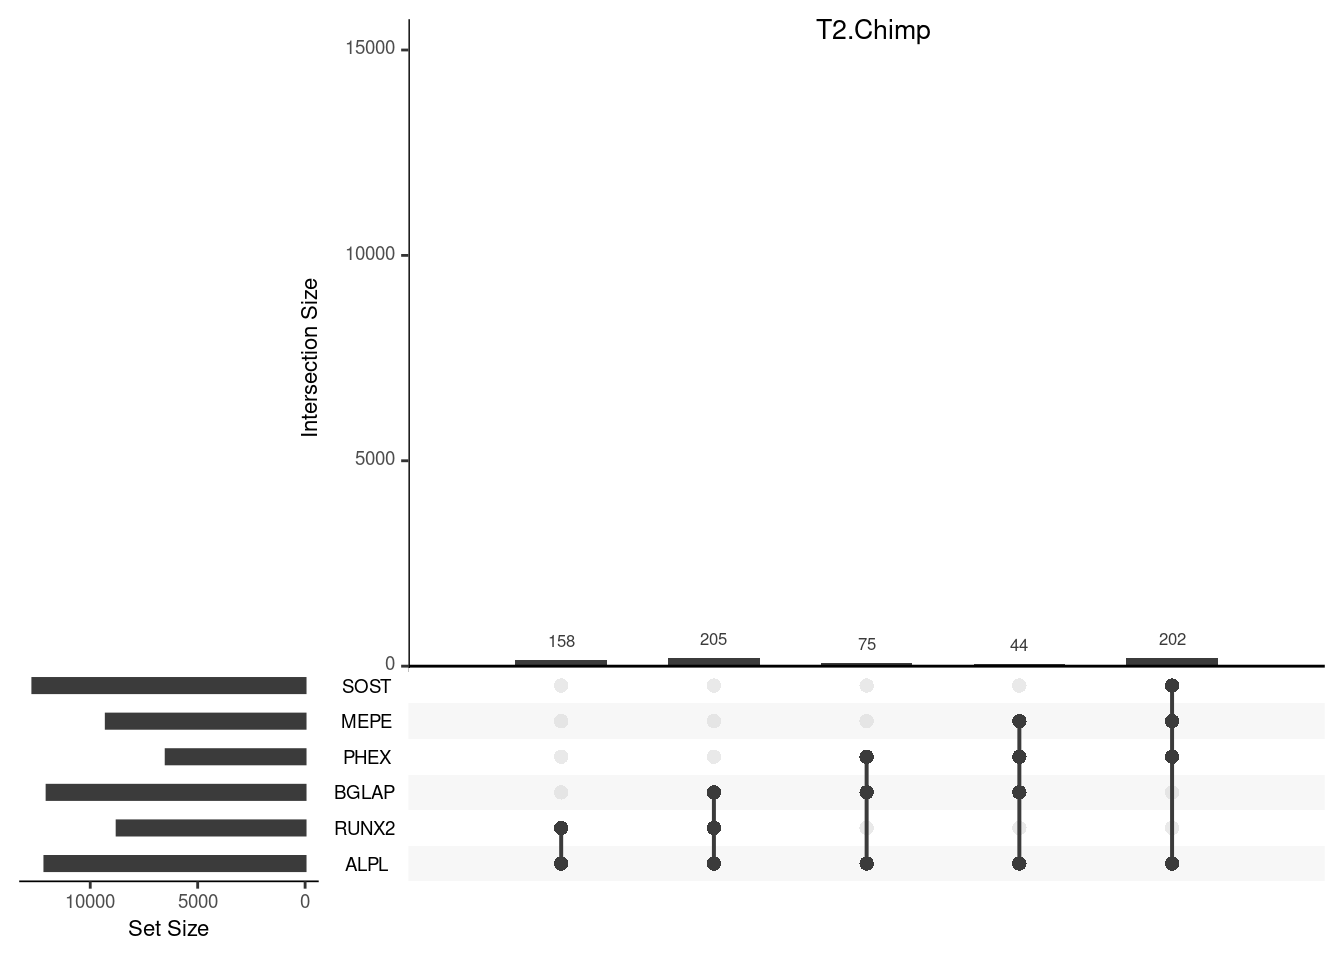 T2.Chimp
15000
10000
5000
0
Intersection Size
158
205
75
44
202
SOST
MEPE
PHEX
BGLAP
RUNX2
ALPL
10000 5000 0
Set Size